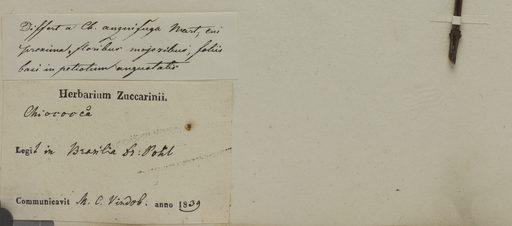 Differt a Ch. anguifuga Mart, cui
proxima, floribus majoribus, foliis
basi in petiolum angustatis
Herbarium Zuccarinii.
Chiococca
Legit in Brasilia Dr: Pohl
Communicavit M. C. Vindob. anno 1839